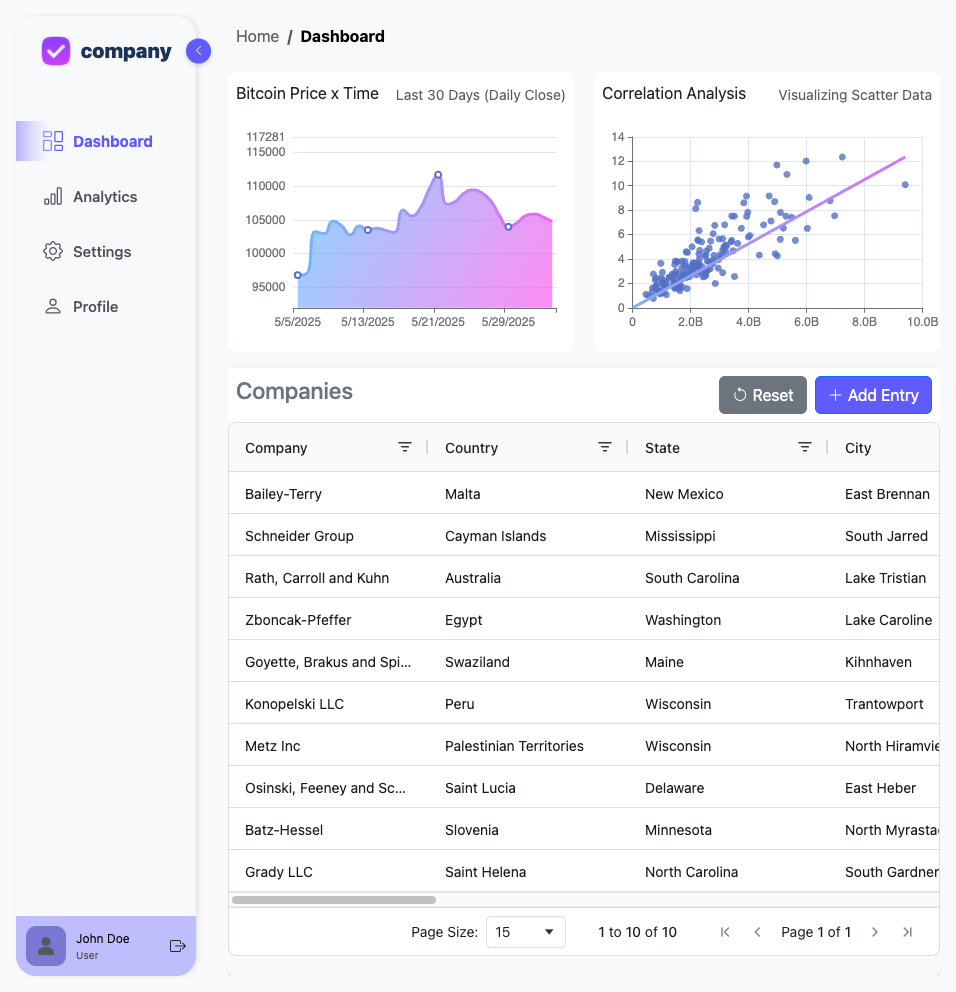 company
Dashboard
Analytics
Settings
Profile
John Doe
User
Home / Dashboard
Bitcoin Price x Time
Last 30 Days (Daily Close)
117281
115000
110000
105000
100000
95000
5/5/2025 5/13/2025 5/21/2025 5/29/2025
Correlation Analysis
Visualizing Scatter Data
14
12
10
8
6
4
2
0
0 2.0B 4.0B 6.0B 8.0B 10.0B
Companies
Reset
Add Entry
Company Country State City
Bailey-Terry Malta New Mexico East Brennan
Schneider Group Cayman Islands Mississippi South Jarred
Rath, Carroll and Kuhn Australia South Carolina Lake Tristian
Zboncak-Pfeffer Egypt Washington Lake Caroline
Goyette, Brakus and Spi... Swaziland Maine Kihnhaven
Konopelski LLC Peru Wisconsin Trantowport
Metz Inc Palestinian Territories Wisconsin North Hiramvie
Osinski, Feeney and Sc... Saint Lucia Delaware East Heber
Batz-Hessel Slovenia Minnesota North Myrasta
Grady LLC Saint Helena North Carolina South Gardner
Page Size: 15 1 to 10 of 10 Page 1 of 1